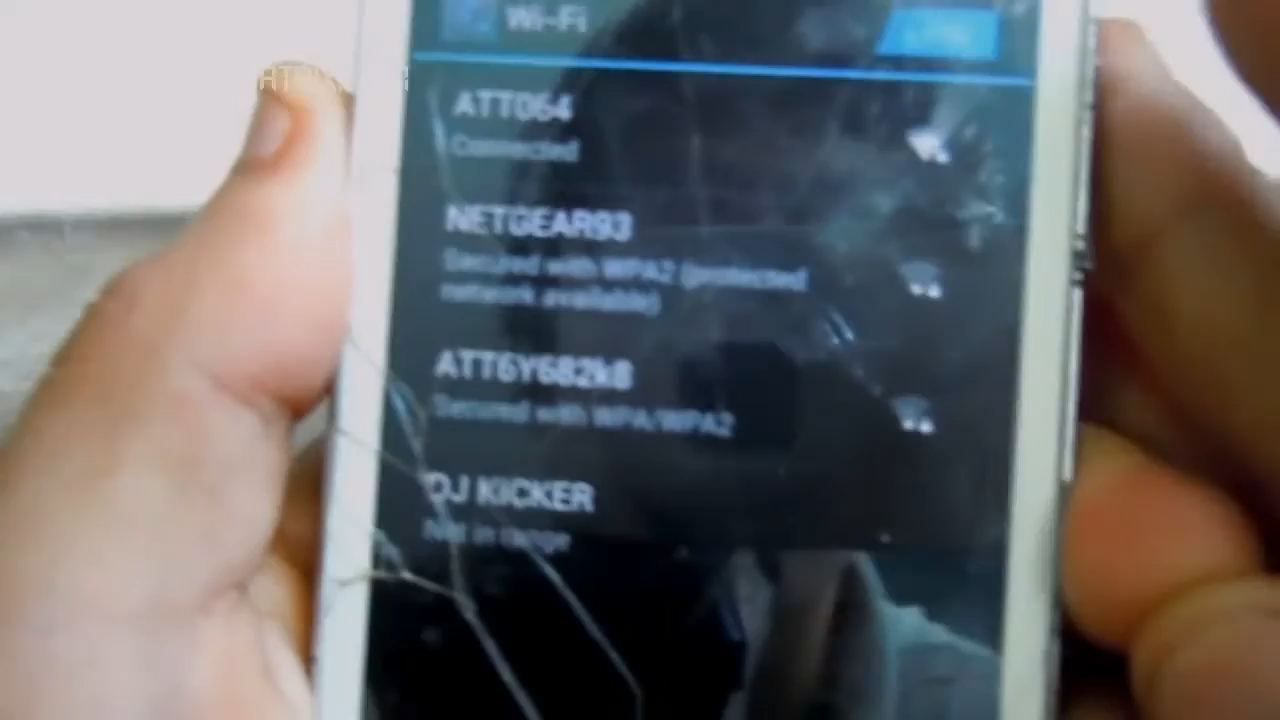 Wi-Fi
ATT064
Connected
NETGEAR93
Secured with WPA2 (protected
network available)
ATT6Y682k8
Secured with WPA/WPA2
DJ KICKER
Not in range